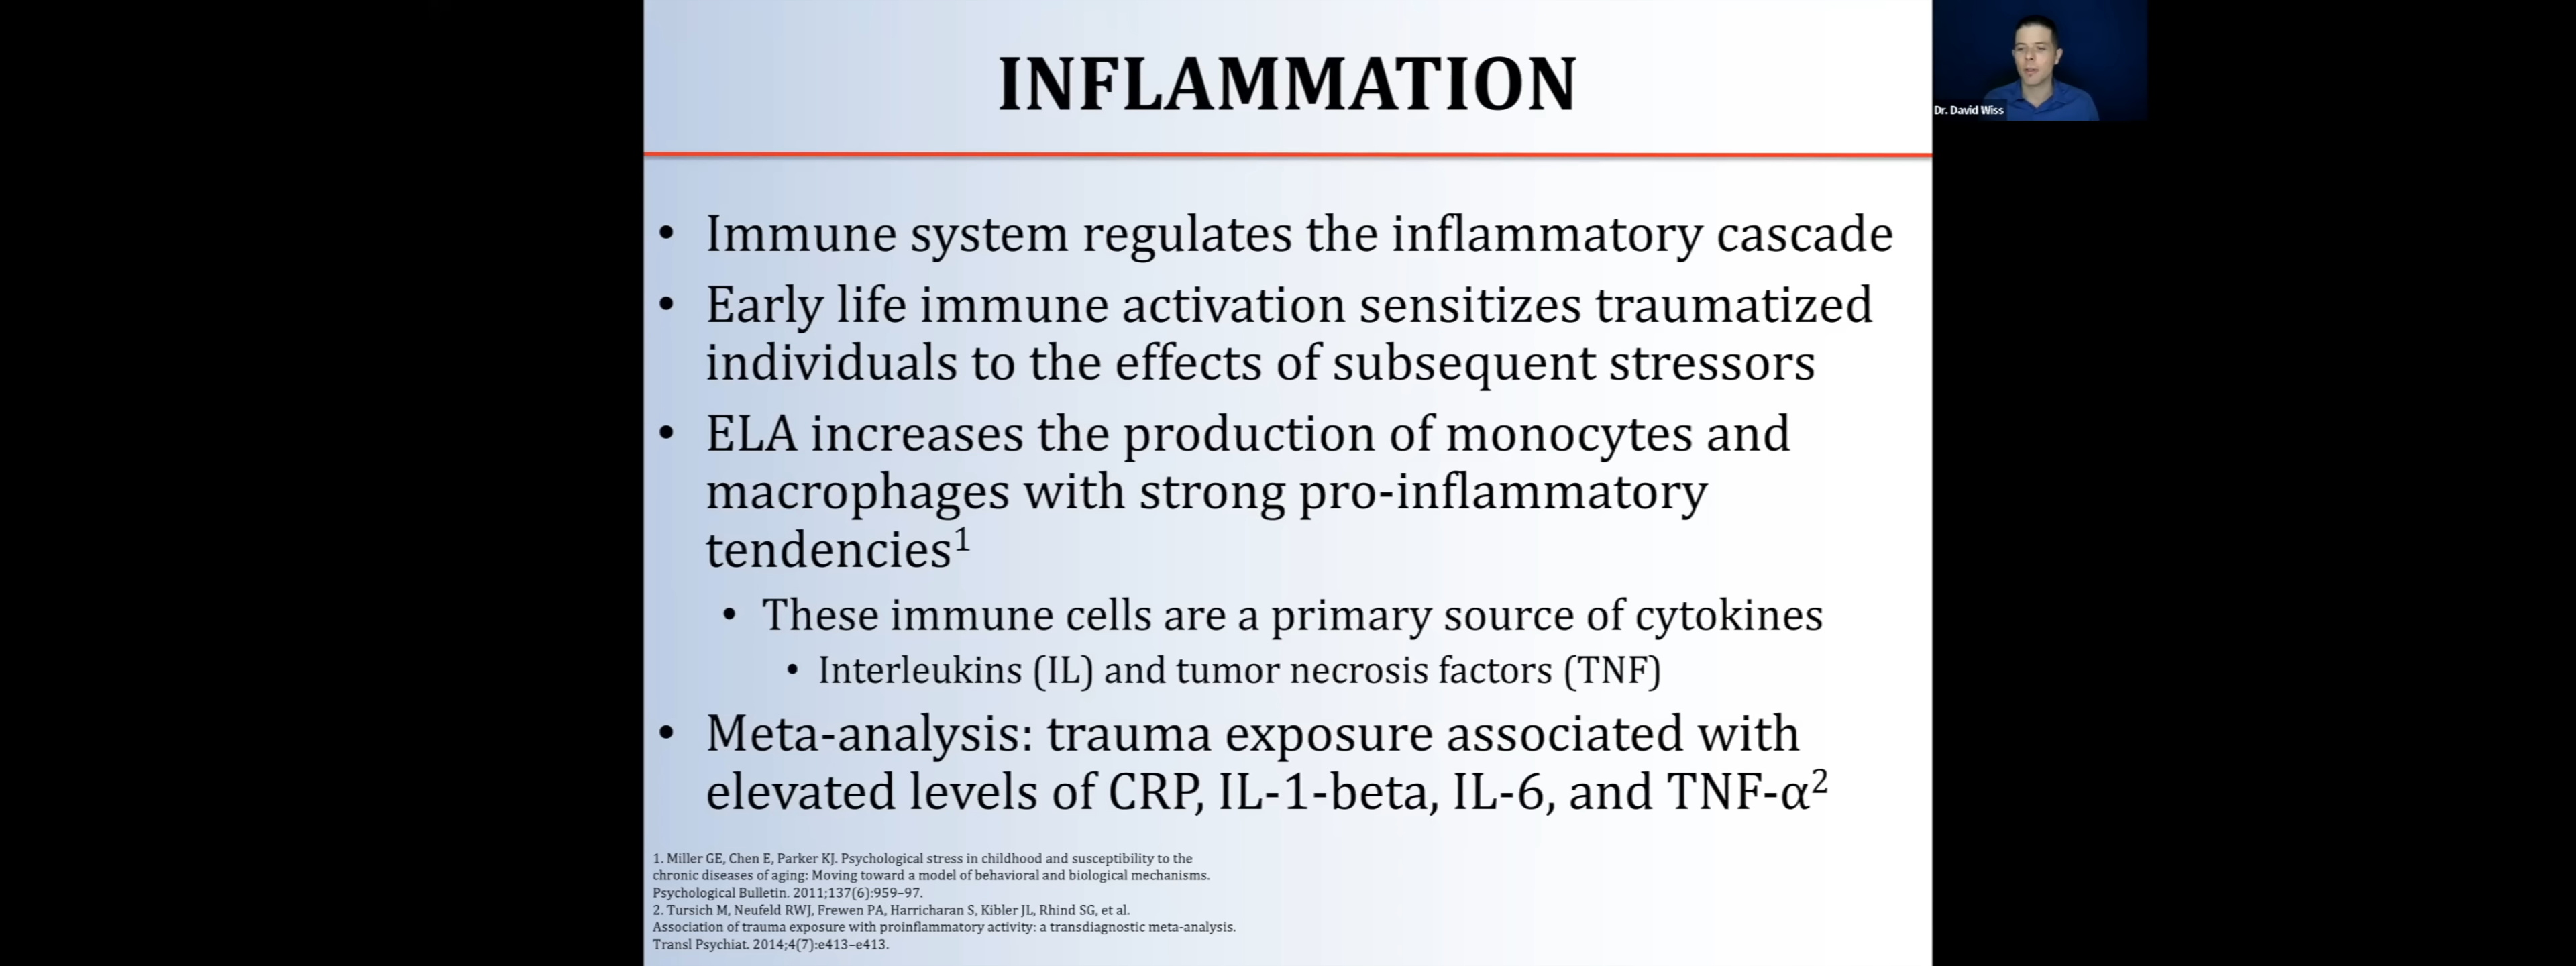 INFLAMMATION
Dr. David Wiss
• Immune system regulates the inflammatory cascade
• Early life immune activation sensitizes traumatized
individuals to the effects of subsequent stressors
• ELA increases the production of monocytes and
macrophages with strong pro-inflammatory
tendencies¹
• These immune cells are a primary source of cytokines
• Interleukins (IL) and tumor necrosis factors (TNF)
• Meta-analysis: trauma exposure associated with
elevated levels of CRP, IL-1-beta, IL-6, and TNF-α²
1. Miller GE, Chen E, Parker KJ. Psychological stress in childhood and susceptibility to the
chronic diseases of aging: Moving toward a model of behavioral and biological mechanisms.
Psychological Bulletin. 2011;137(6):959–97.
2. Tursich M, Neufeld RWJ, Frewen PA, Harricharan S, Kibler JL, Rhind SG, et al.
Association of trauma exposure with proinflammatory activity: a transdiagnostic meta-analysis.
Transl Psychiat. 2014;4(7):e413–e413.